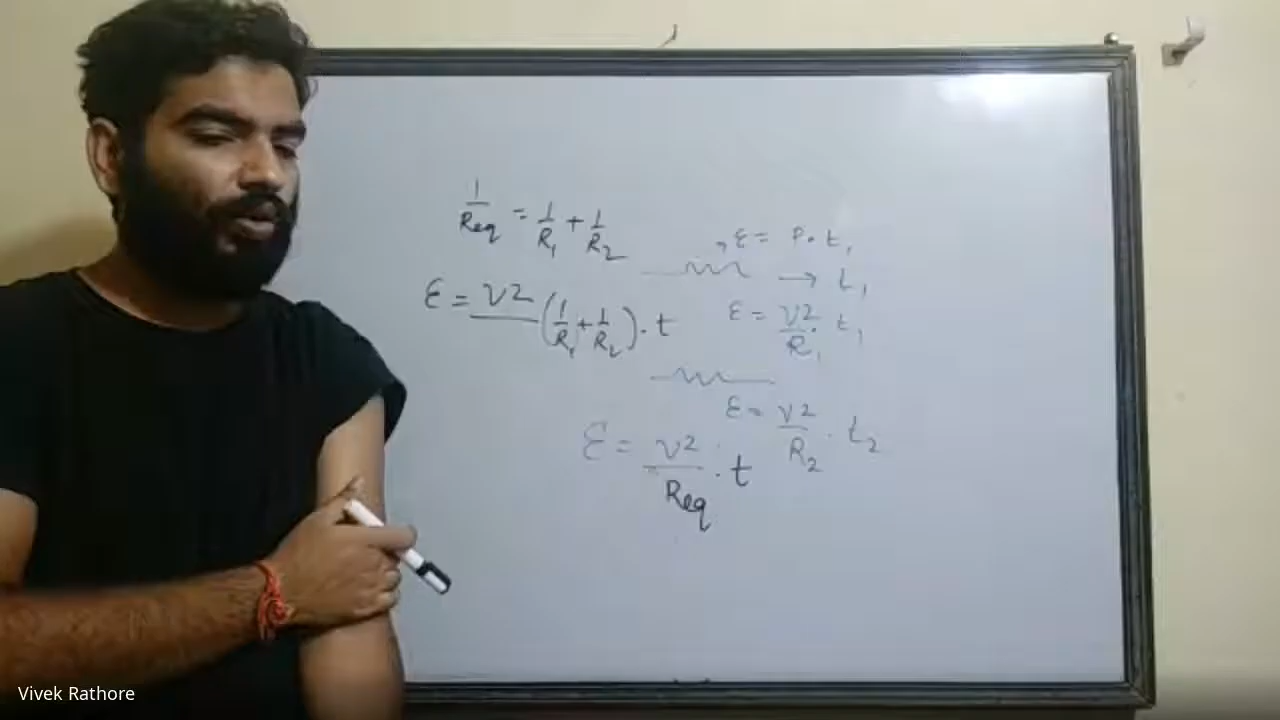 1/Req = 1/R₁ + 1/R₂
ε = P.t₁
→ t₁
ε = V2 (1/R₁ + 1/R₂) . t
ε = V2/R₁ . t₁
ε = V2/R₂ . t₂
ε = V2/Req . t
Vivek Rathore